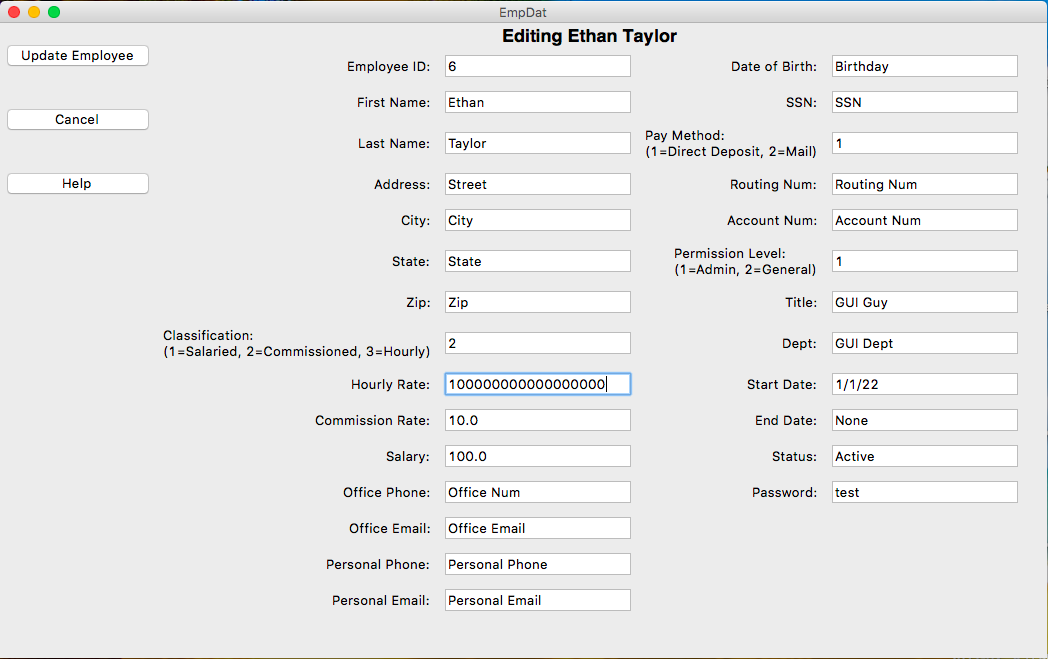 EmpDat
Editing Ethan Taylor
Update Employee
Cancel
Help
Employee ID: 6
First Name: Ethan
Last Name: Taylor
Address: Street
City: City
State: State
Zip: Zip
Classification:
(1=Salaried, 2=Commissioned, 3=Hourly) 2
Hourly Rate: 100000000000000000
Commission Rate: 10.0
Salary: 100.0
Office Phone: Office Num
Office Email: Office Email
Personal Phone: Personal Phone
Personal Email: Personal Email
Date of Birth: Birthday
SSN: SSN
Pay Method:
(1=Direct Deposit, 2=Mail) 1
Routing Num: Routing Num
Account Num: Account Num
Permission Level:
(1=Admin, 2=General) 1
Title: GUI Guy
Dept: GUI Dept
Start Date: 1/1/22
End Date: None
Status: Active
Password: test